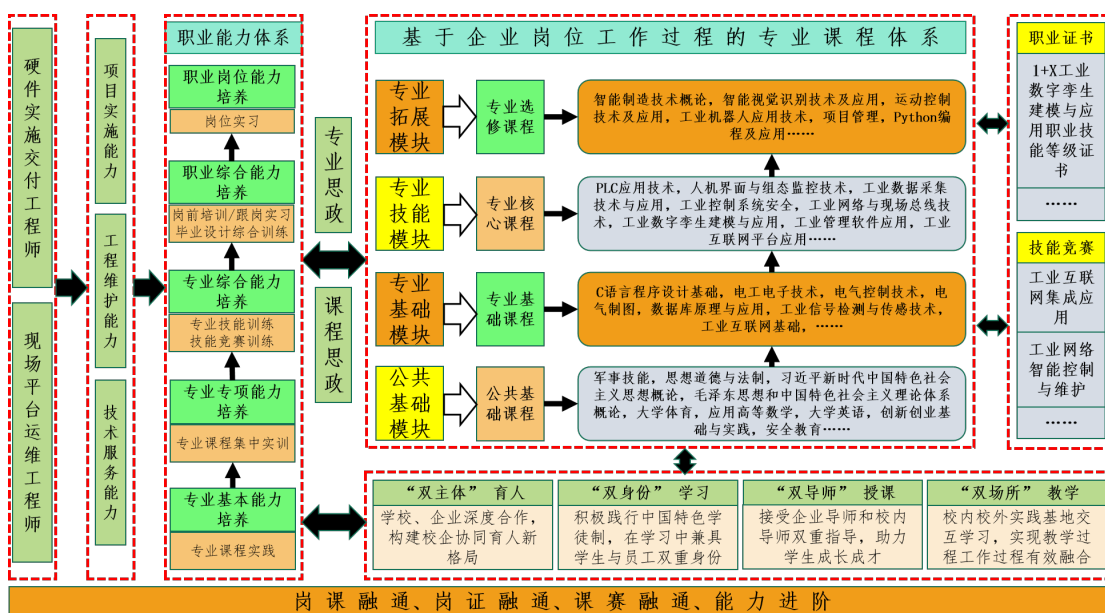 硬件实施交付工程师
现场平台运维工程师
项目实施能力
工程维护能力
技术服务能力
职业能力体系
职业岗位能力
培养
岗位实习
职业综合能力
培养
岗前培训/跟岗实习
毕业设计综合训练
专业综合能力
培养
专业技能训练
技能竞赛训练
专业专项能力
培养
专业课程集中实训
专业基本能力
培养
专业课程实践
专业思政
课程思政
基于企业岗位工作过程的专业课程体系
专业
拓展
模块
专业选
修课程
智能制造技术概论，智能视觉识别技术及应用，运动控制
技术及应用，工业机器人应用技术，项目管理，Python编
程及应用……
专业
技能
模块
专业核
心课程
PLC应用技术，人机界面与组态监控技术，工业数据采集
技术与应用，工业控制系统安全，工业网络与现场总线技
术，工业数字孪生建模与应用，工业管理软件应用，工业
互联网平台应用……
专业
基础
模块
专业基
础课程
C语言程序设计基础，电工电子技术，电气控制技术，电
气制图，数据库原理与应用，工业信号检测与传感技术，
工业互联网基础，……
公共
基础
模块
公共基
础课程
军事技能，思想道德与法制，习近平新时代中国特色社会
主义思想概论，毛泽东思想和中国特色社会主义理论体系
概论，大学体育，应用高等数学，大学英语，创新创业基
础与实践，安全教育……
职业证书
1+X工业
数字孪生
建模与应
用职业技
能等级证
书
……
技能竞赛
工业互联
网集成应
用
工业网络
智能控制
与维护
……
“双主体” 育人
学校、企业深度合作，
构建校企协同育人新
格局
“双身份” 学习
积极践行中国特色学
徒制，在学习中兼具
学生与员工双重身份
“双导师” 授课
接受企业导师和校内
导师双重指导，助力
学生成长成才
“双场所” 教学
校内校外实践基地交
互学习，实现教学过
程工作过程有效融合
岗课融通、岗证融通、课赛融通、能力进阶